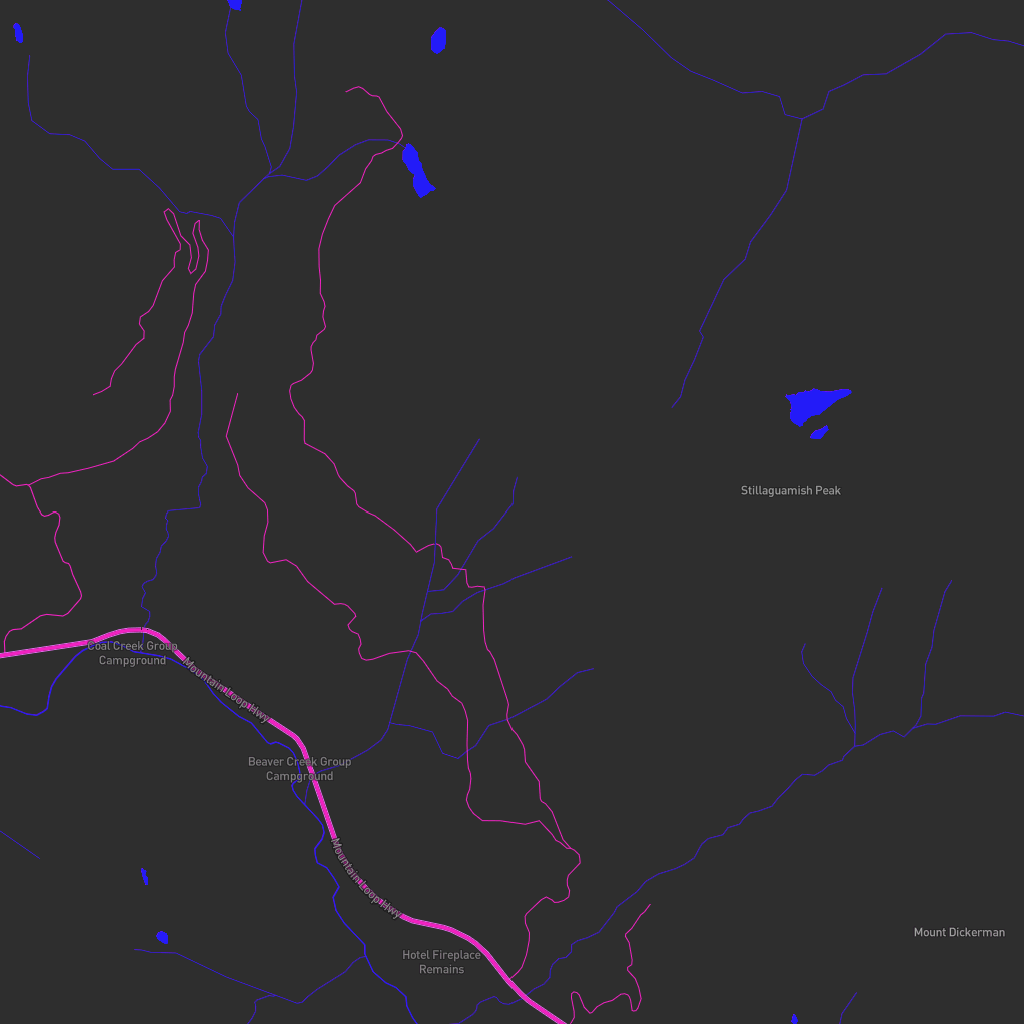 Stillaguamish Peak
Coal Creek Group
Campground
Mountain Loop Hwy
Beaver Creek Group
Campground
Mountain Loop Hwy
Mount Dickerman
Hotel Fireplace
Remains